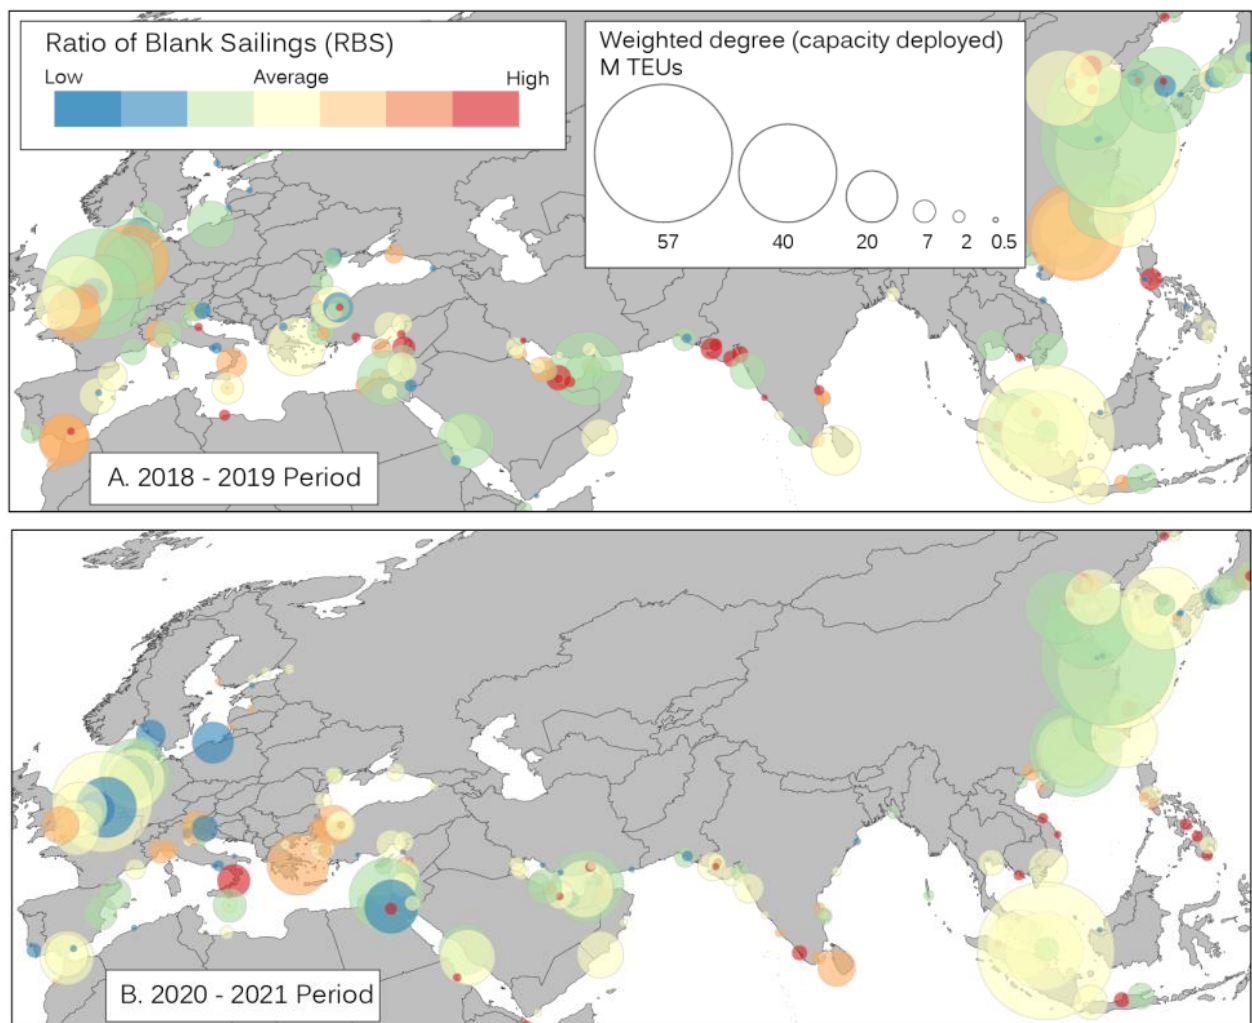 Ratio of Blank Sailings (RBS)
Low Average High
Weighted degree (capacity deployed)
M TEUs
57 40 20 7 2 0.5
A. 2018 - 2019 Period
B. 2020 - 2021 Period